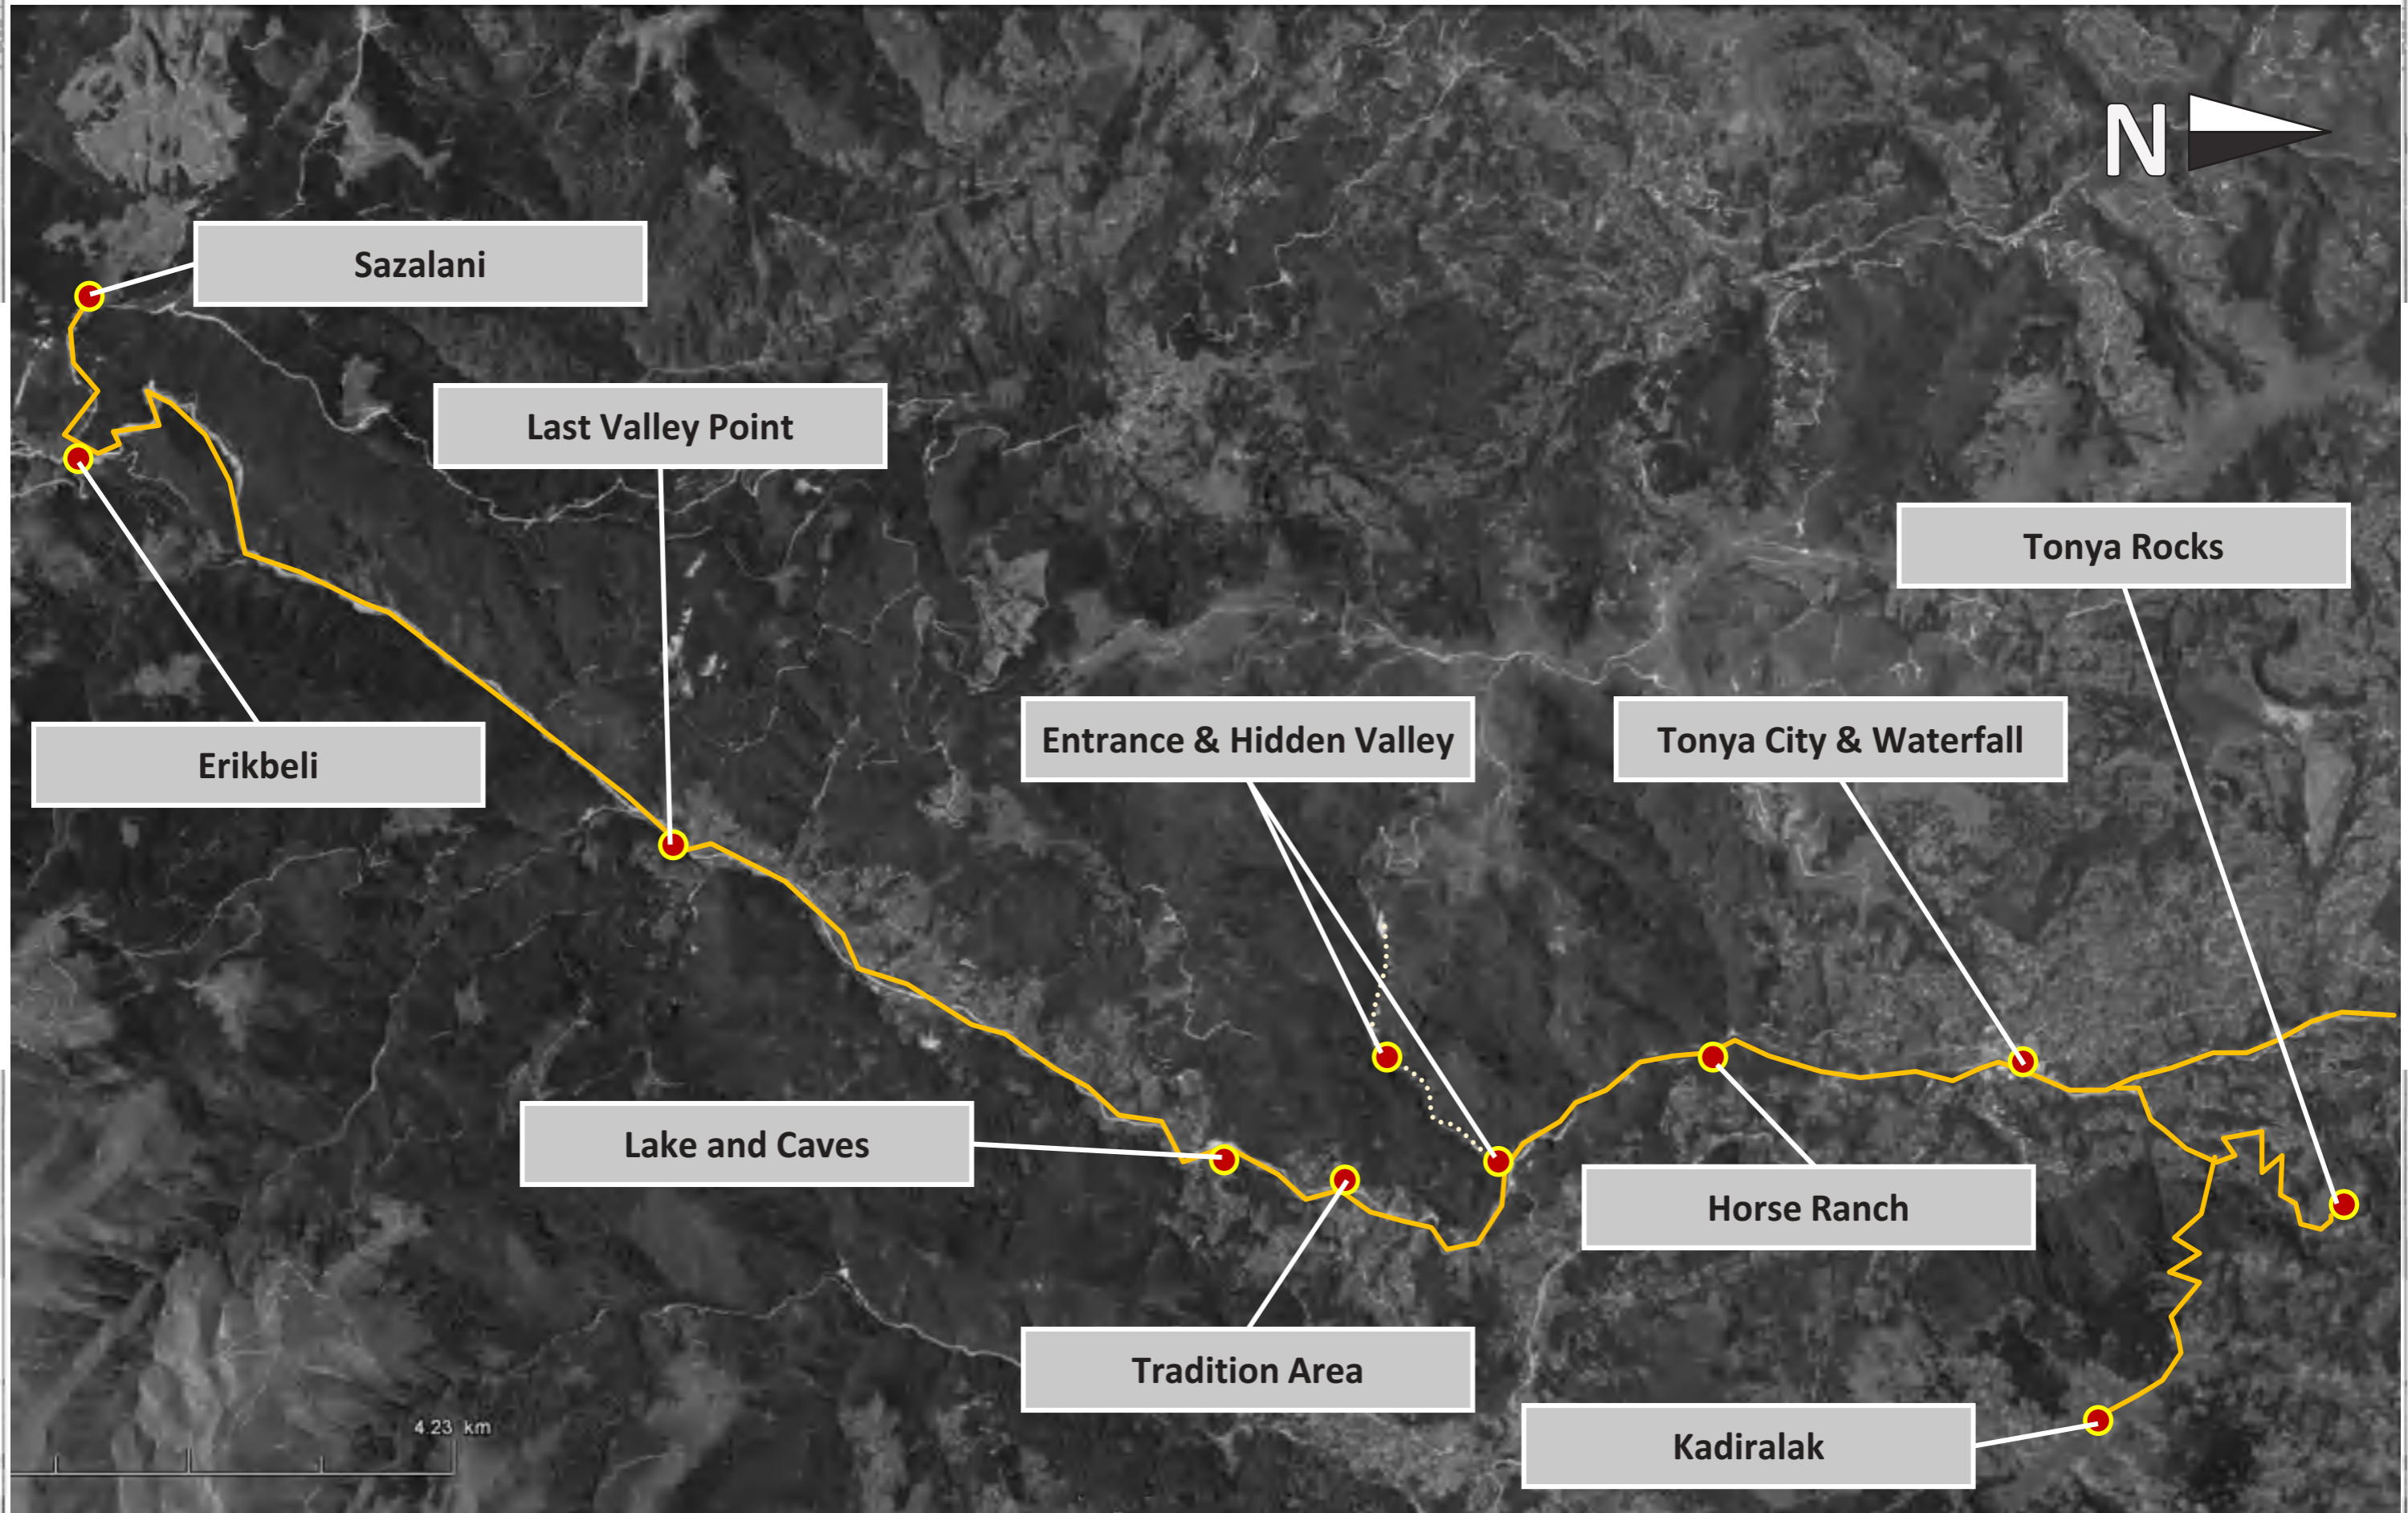 N
Sazalani
Last Valley Point
Tonya Rocks
Entrance & Hidden Valley
Tonya City & Waterfall
Erikbeli
Lake and Caves
Horse Ranch
Tradition Area
4.23 km
Kadiralak